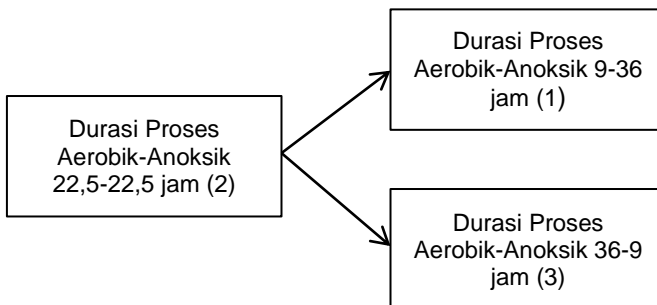 Durasi Proses
Aerobik-Anoksik
22,5-22,5 jam (2)
Durasi Proses
Aerobik-Anoksik 9-36
jam (1)
Durasi Proses
Aerobik-Anoksik 36-9
jam (3)